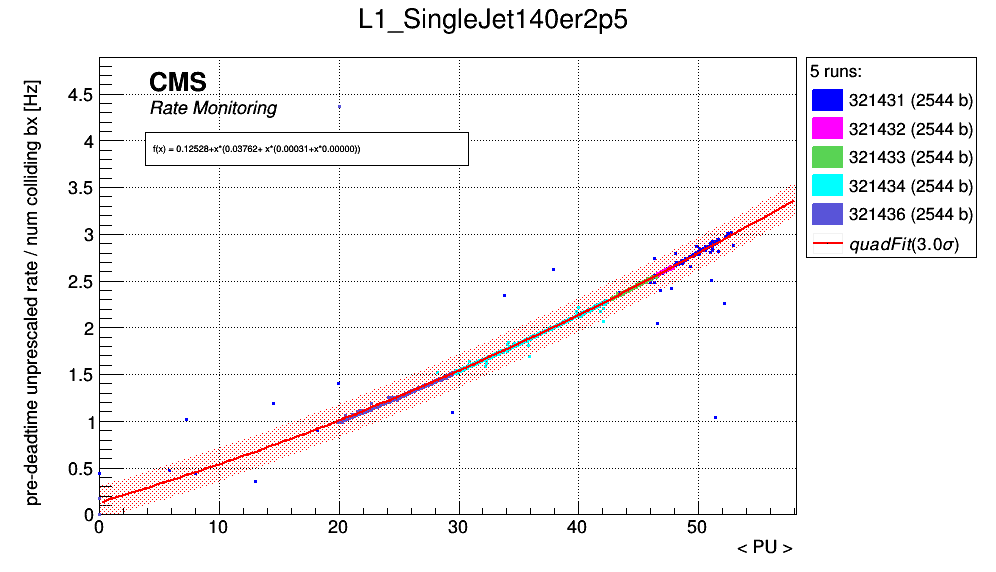 L1_SingleJet140er2p5
pre-deadtime unprescaled rate / num colliding bx [Hz]
CMS
Rate Monitoring
f(x) = 0.12528+x*(0.03762+ x*(0.00031+x*0.00000))
4.5
4
3.5
3
2.5
2
1.5
1
0.5
0
0 10 20 30 40 50
< PU >
5 runs:
321431 (2544 b)
321432 (2544 b)
321433 (2544 b)
321434 (2544 b)
321436 (2544 b)
quadFit(3.0σ)